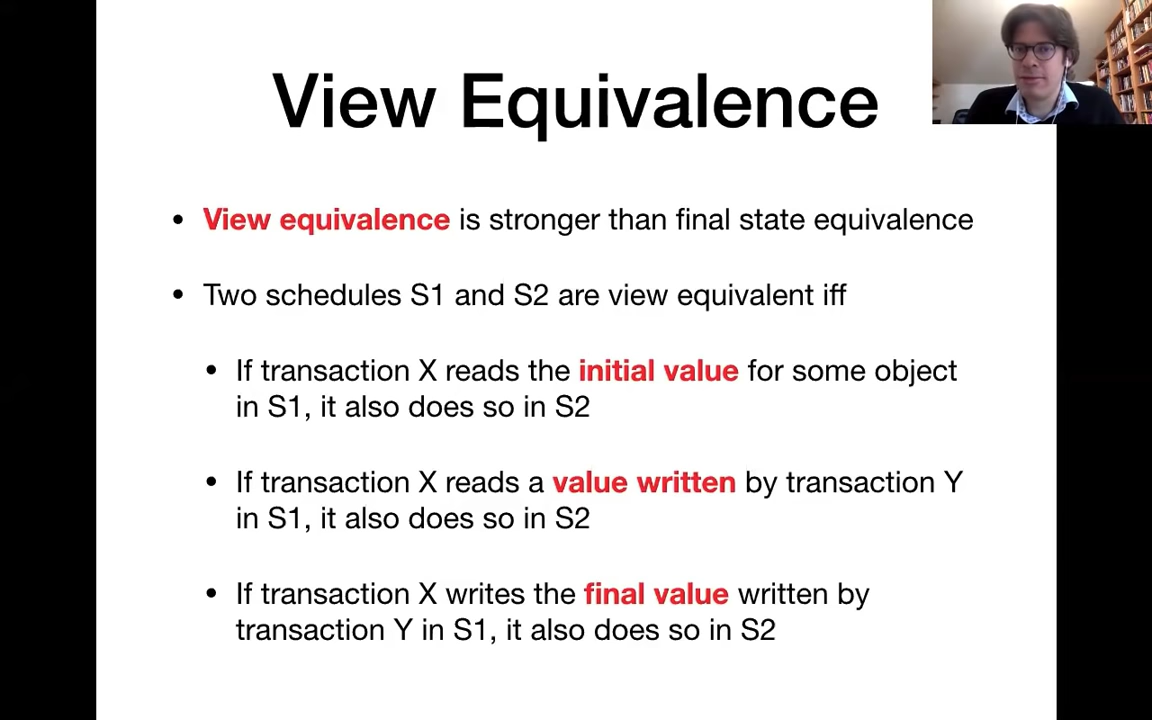 View Equivalence
• View equivalence is stronger than final state equivalence
• Two schedules S1 and S2 are view equivalent iff
• If transaction X reads the initial value for some object
in S1, it also does so in S2
• If transaction X reads a value written by transaction Y
in S1, it also does so in S2
• If transaction X writes the final value written by
transaction Y in S1, it also does so in S2